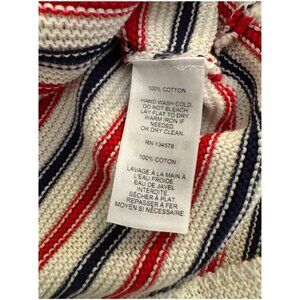 100% COTTON
HAND WASH COLD.
DO NOT BLEACH.
LAY FLAT TO DRY.
WARM IRON IF
NEEDED.
OR DRY CLEAN.
RN 134578
100% COTON
LAVAGE À LA MAIN À
L'EAU FROIDE.
EAU DE JAVEL
INTERDITE.
SÉCHER À PLAT
REPASSER À FER
MOYEN SI NÉCESSAIRE.